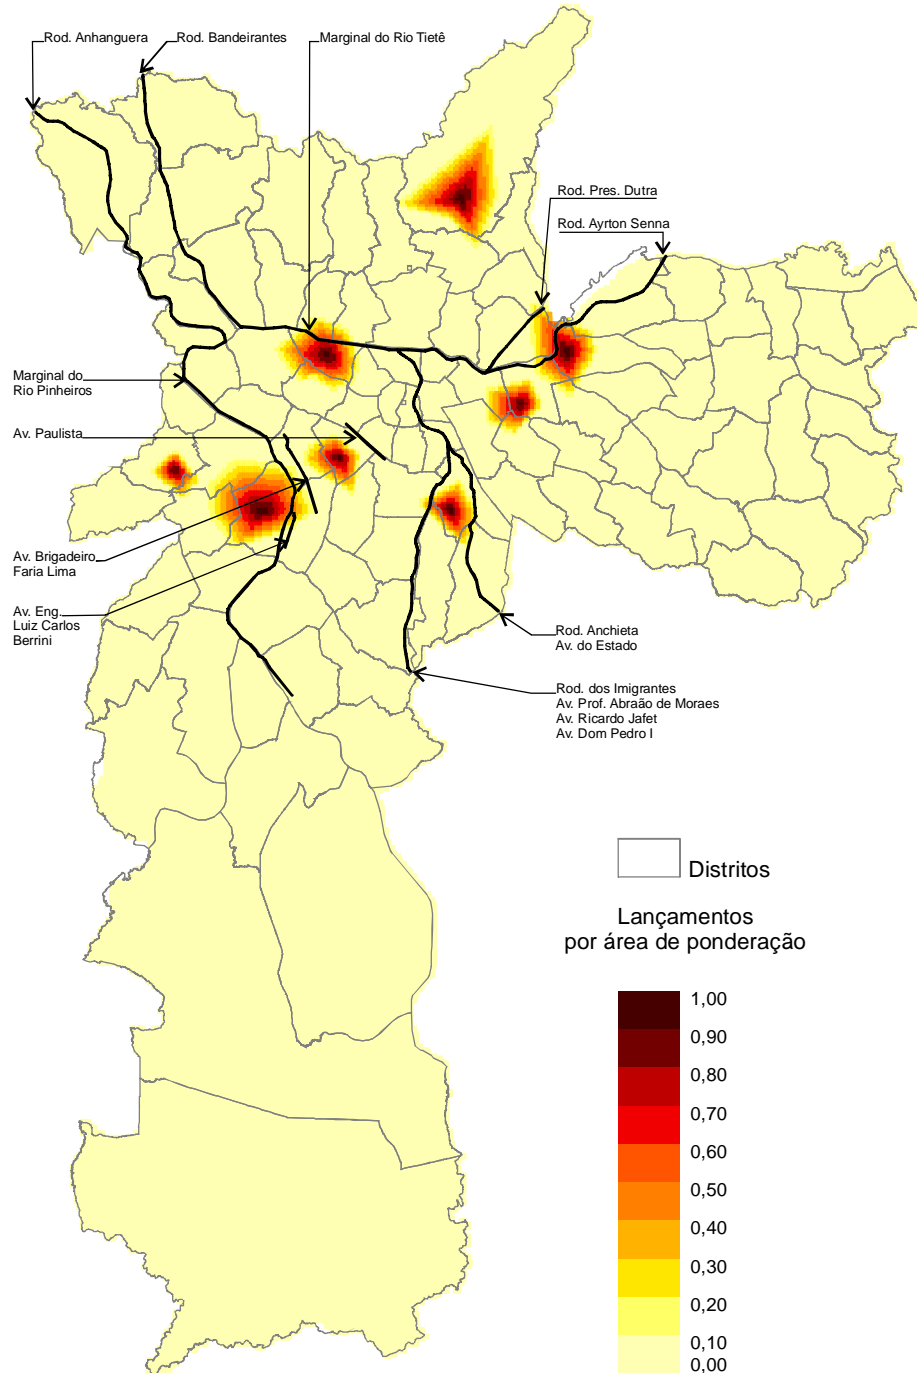 Rod. Anhanguera
Rod. Bandeirantes
Marginal do Rio Tietê
Rod. Pres. Dutra
Rod. Ayrton Senna
Marginal do
Rio Pinheiros
Av. Paulista
Av. Brigadeiro
Faria Lima
Av. Eng.
Luiz Carlos
Berrini
Rod. Anchieta
Av. do Estado
Rod. dos Imigrantes
Av. Prof. Abraão de Moraes
Av. Ricardo Jafet
Av. Dom Pedro I
Distritos
Lançamentos
por área de ponderação
1,00
0,90
0,80
0,70
0,60
0,50
0,40
0,30
0,20
0,10
0,00